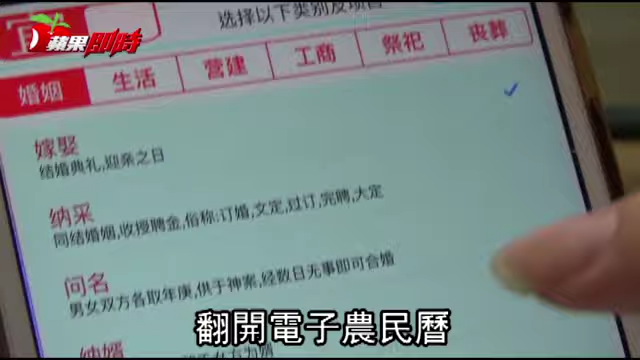 蘋果即時
选择以下类别及项目
婚姻 生活 营建 工商 祭祀 丧葬
嫁娶
结婚典礼,迎亲之日
纳采
同结婚姻,收授聘金,俗称:订婚,文定,过订,完聘,大定
问名
男女双方各取年庚,供于神案,经数日无事即可合婚
纳婿
翻開電子農民曆